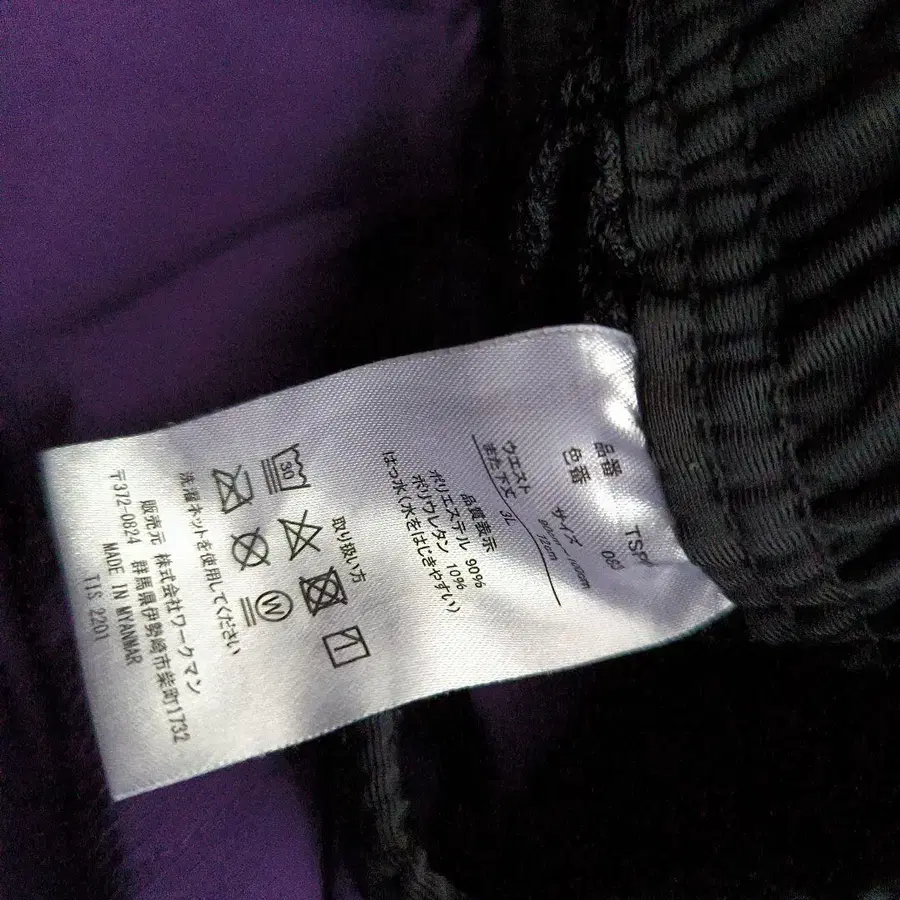 品番 TSP
色番 06
サイズ
ウエスト
また下丈
3L
品質表示
ポリエステル 90%
ポリウレタン 10%
はっ水(水をはじきやすい)
取り扱い方
30
W
洗濯ネットを使用してください
販売元 株式会社ワークマン
〒372-0824 群馬県伊勢崎市柴町1732
MADE IN MYANMAR
TIS 2201